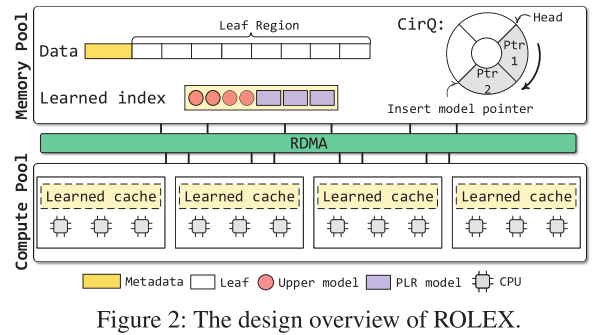 Memory Pool
Leaf Region
Data
CirQ:
Head
Ptr
1
Ptr
2
Learned index
Insert model pointer
RDMA
Compute Pool
Learned cache
Learned cache
Learned cache
Learned cache
Metadata
Leaf
Upper model
PLR model
CPU
Figure 2: The design overview of ROLEX.